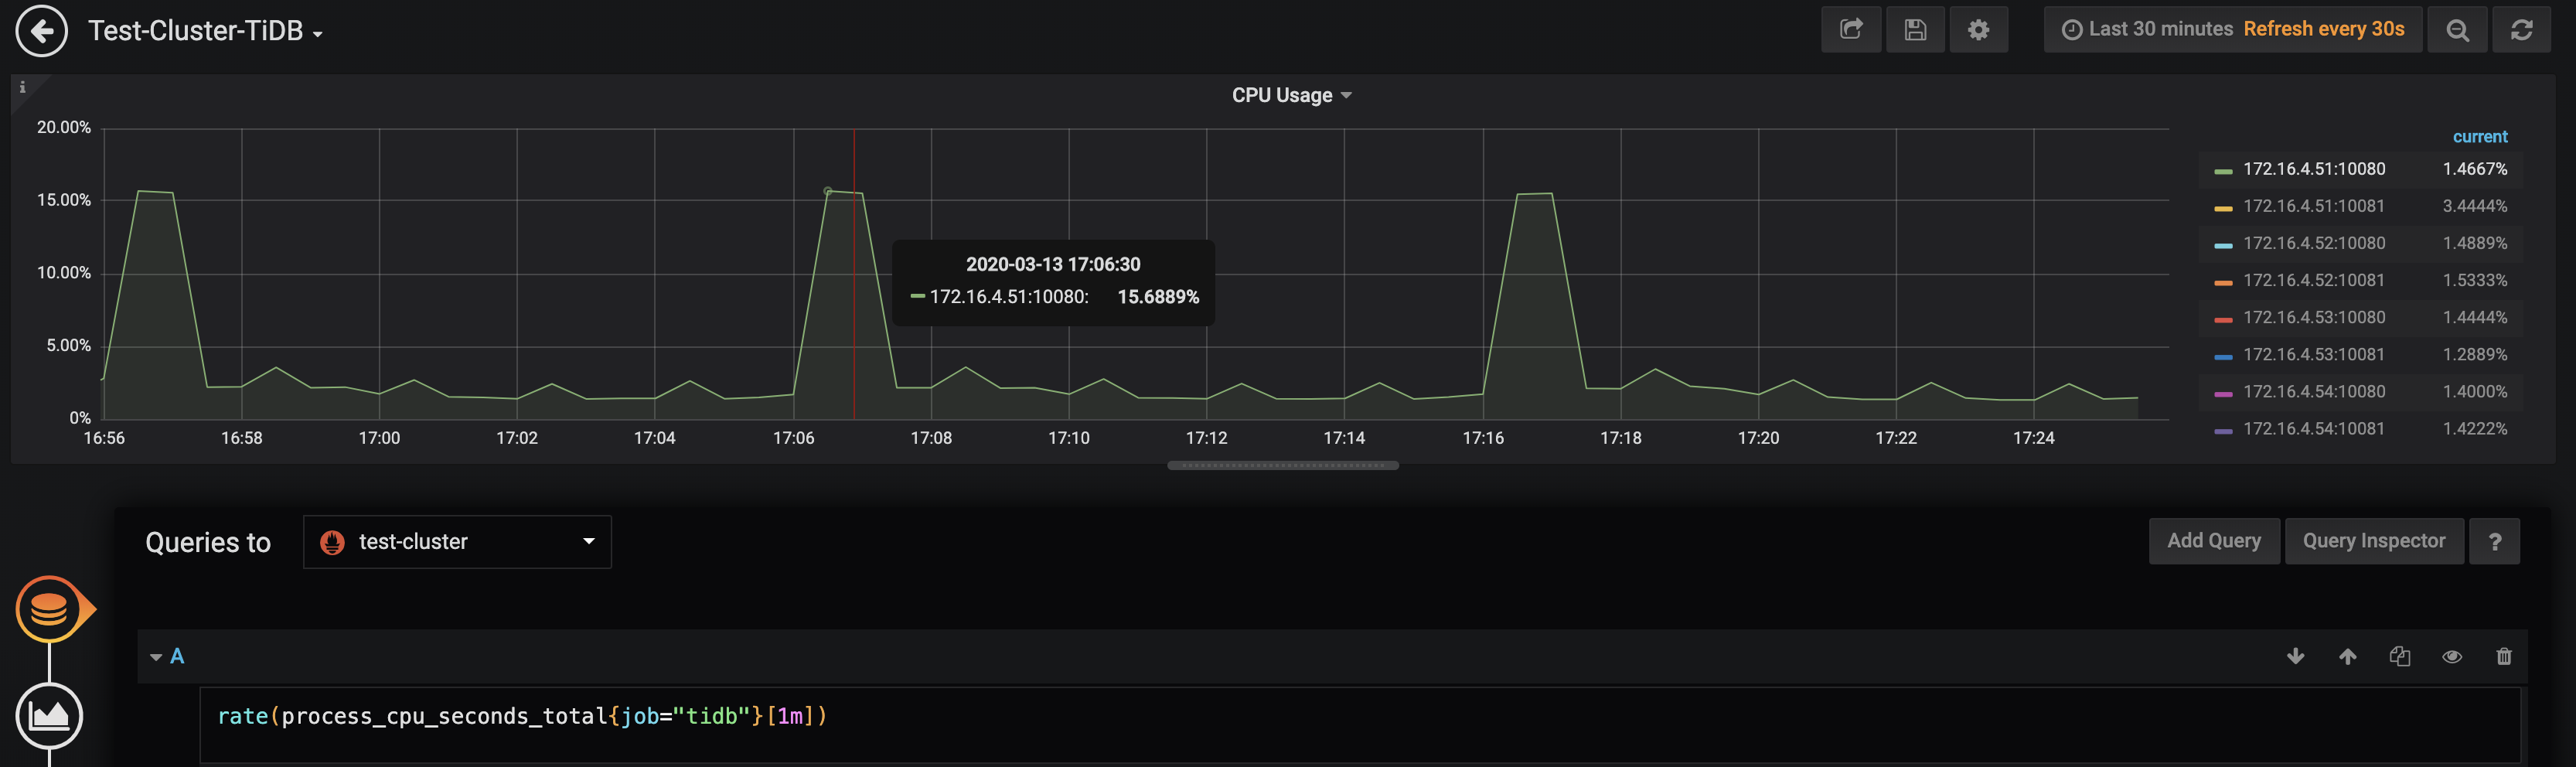 Test-Cluster-TiDB
Last 30 minutes Refresh every 30s
i
CPU Usage
20.00%
15.00%
10.00%
5.00%
0%
16:56 16:58 17:00 17:02 17:04 17:06 17:08 17:10 17:12 17:14 17:16 17:18 17:20 17:22 17:24
2020-03-13 17:06:30
172.16.4.51:10080: 15.6889%
current
172.16.4.51:10080 1.4667%
172.16.4.51:10081 3.4444%
172.16.4.52:10080 1.4889%
172.16.4.52:10081 1.5333%
172.16.4.53:10080 1.4444%
172.16.4.53:10081 1.2889%
172.16.4.54:10080 1.4000%
172.16.4.54:10081 1.4222%
Queries to test-cluster Add Query Query Inspector ?
A
rate(process_cpu_seconds_total{job="tidb"}[1m])